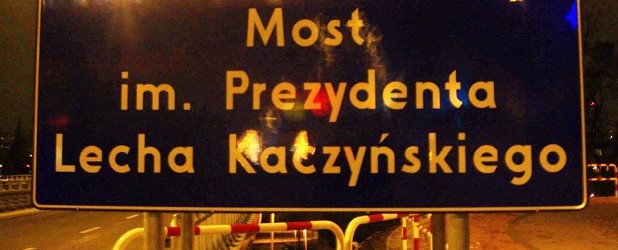 Most
im. Prezydenta
Lecha Kaczyńskiego